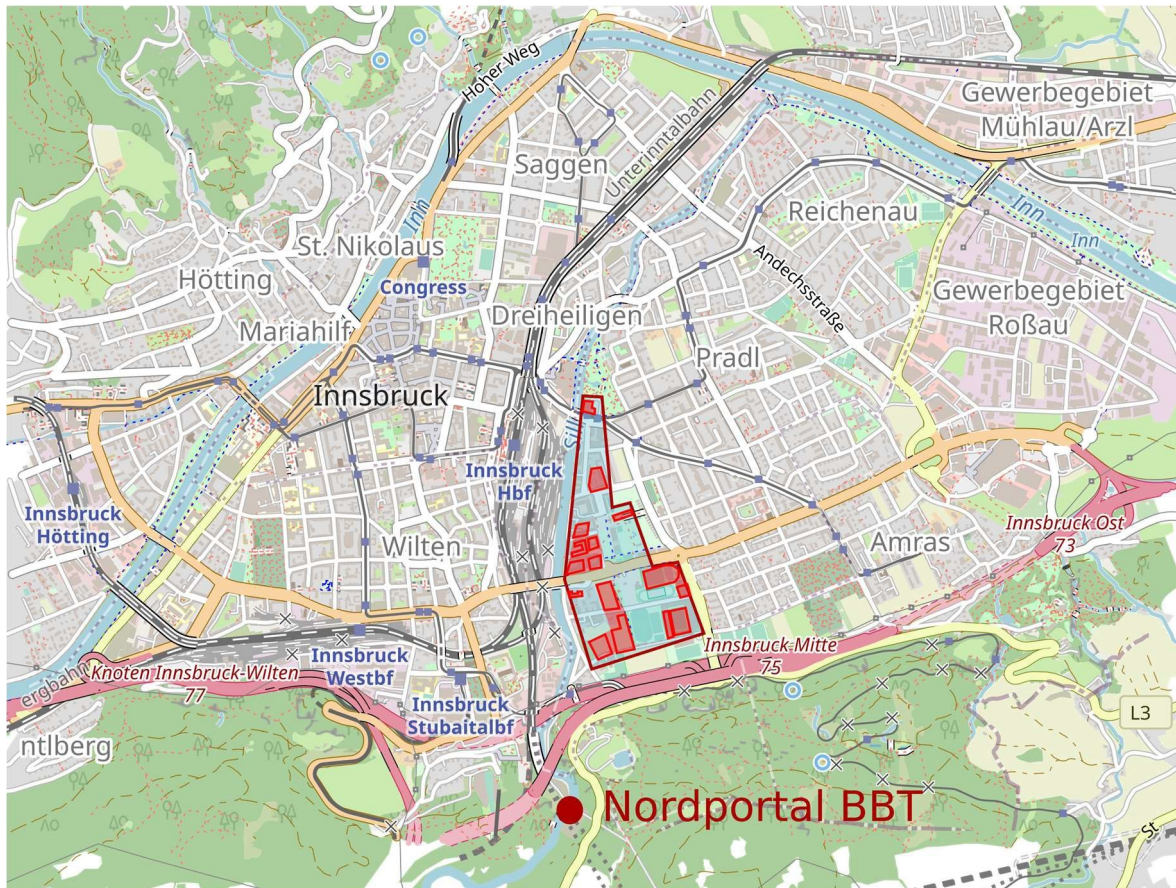 Hoher Weg
Gewerbegebiet
Mühlau/Arzl
Saggen
Unterinntalbahn
Inn
Reichenau
Inn
Inn
St. Nikolaus
Hötting
Congress
Andechsstraße
Gewerbegebiet
Roßau
Mariahilf
Dreiheiligen
Pradl
Innsbruck
Sill
Innsbruck
Hbf
Innsbruck
Hötting
Wilten
Innsbruck Ost
73
Amras
Innsbruck-Mitte
75
Knoten Innsbruck-Wilten
77
Innsbruck
Westbf
ergbahn
Innsbruck
Stubaitalbf
L3
ntlberg
Nordportal BBT
St